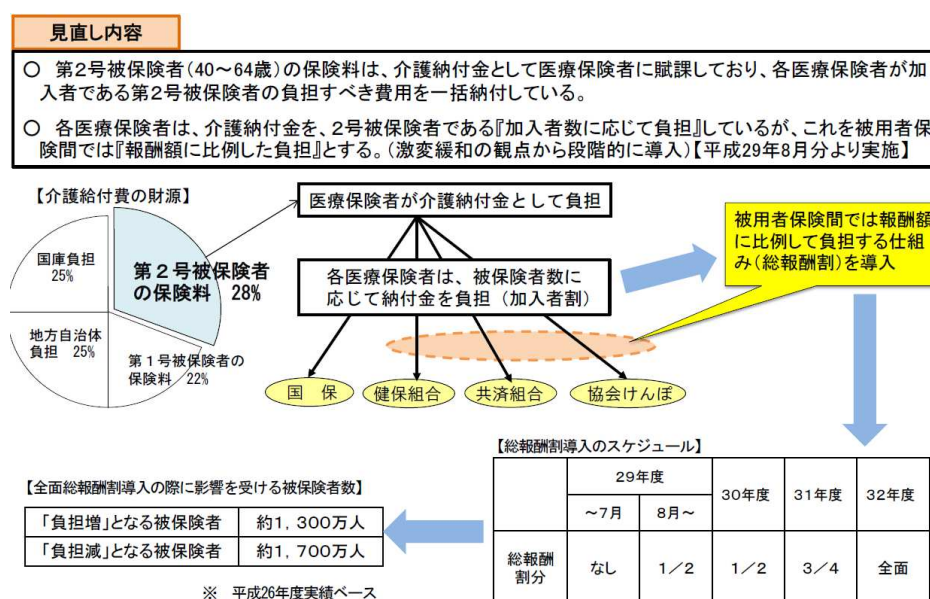 見直し内容
○ 第2号被保険者(40～64歳)の保険料は、介護納付金として医療保険者に賦課しており、各医療保険者が加
入者である第2号被保険者の負担すべき費用を一括納付している。
○ 各医療保険者は、介護納付金を、2号被保険者である『加入者数に応じて負担』しているが、これを被用者保
険間では『報酬額に比例した負担』とする。(激変緩和の観点から段階的に導入)【平成29年8月分より実施】
【介護給付費の財源】
国庫負担
25%
第2号被保険者
の保険料 28%
地方自治体
負担 25%
第1号被保険者の
保険料 22%
医療保険者が介護納付金として負担
各医療保険者は、被保険者数に
応じて納付金を負担(加入者割)
被用者保険間では報酬額
に比例して負担する仕組
み(総報酬割)を導入
国 保
健保組合
共済組合
協会けんぽ
【総報酬割導入のスケジュール】
29年度
30年度
31年度
32年度
～7月
8月～
総報酬
割分
なし
1/2
1/2
3/4
全面
【全面総報酬割導入の際に影響を受ける被保険者数】
「負担増」となる被保険者
約1,300万人
「負担減」となる被保険者
約1,700万人
※ 平成26年度実績ベース